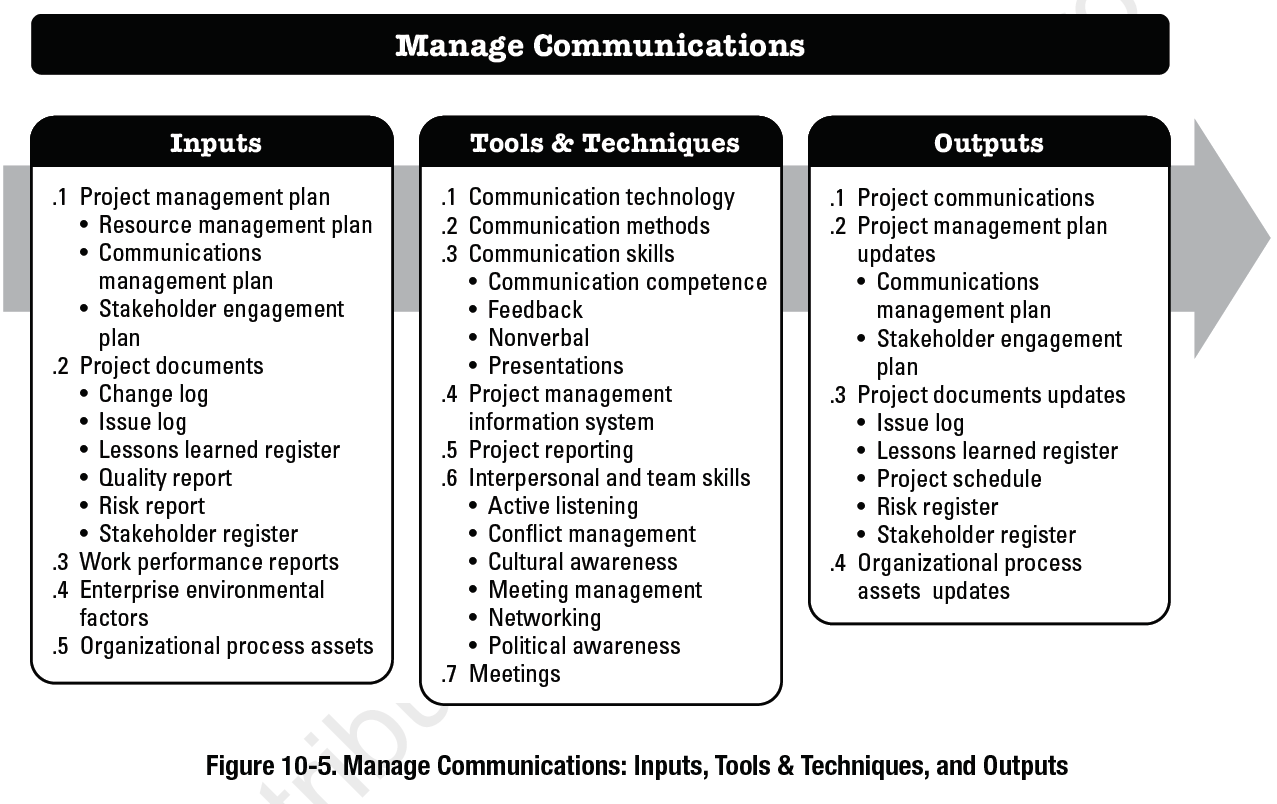 Manage Communications
Inputs
.1 Project management plan
• Resource management plan
• Communications
management plan
• Stakeholder engagement
plan
.2 Project documents
• Change log
• Issue log
• Lessons learned register
• Quality report
• Risk report
• Stakeholder register
.3 Work performance reports
.4 Enterprise environmental
factors
.5 Organizational process assets
Tools & Techniques
.1 Communication technology
.2 Communication methods
.3 Communication skills
• Communication competence
• Feedback
• Nonverbal
• Presentations
.4 Project management
information system
.5 Project reporting
.6 Interpersonal and team skills
• Active listening
• Conflict management
• Cultural awareness
• Meeting management
• Networking
• Political awareness
.7 Meetings
Outputs
.1 Project communications
.2 Project management plan
updates
• Communications
management plan
• Stakeholder engagement
plan
.3 Project documents updates
• Issue log
• Lessons learned register
• Project schedule
• Risk register
• Stakeholder register
.4 Organizational process
assets updates
Figure 10-5. Manage Communications: Inputs, Tools & Techniques, and Outputs